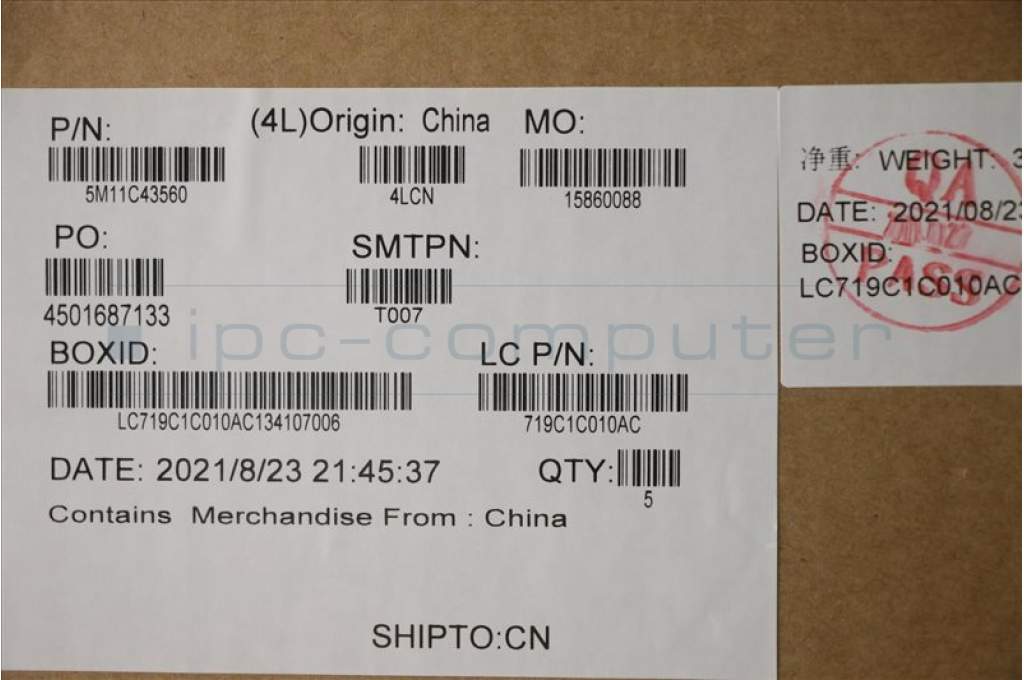 P/N:
5M11C43560
(4L)Origin: China
4LCN
MO:
15860088
PO:
4501687133
SMTPN:
T007
BOXID:
LC719C1C010AC134107006
LC P/N:
719C1C010AC
DATE: 2021/8/23 21:45:37
QTY:
5
Contains Merchandise From : China
SHIPTO:CN
净重: WEIGHT: 3
DATE: 2021/08/23
BOXID:
LC719C1C010AC
QA
PASS
ipc-computer